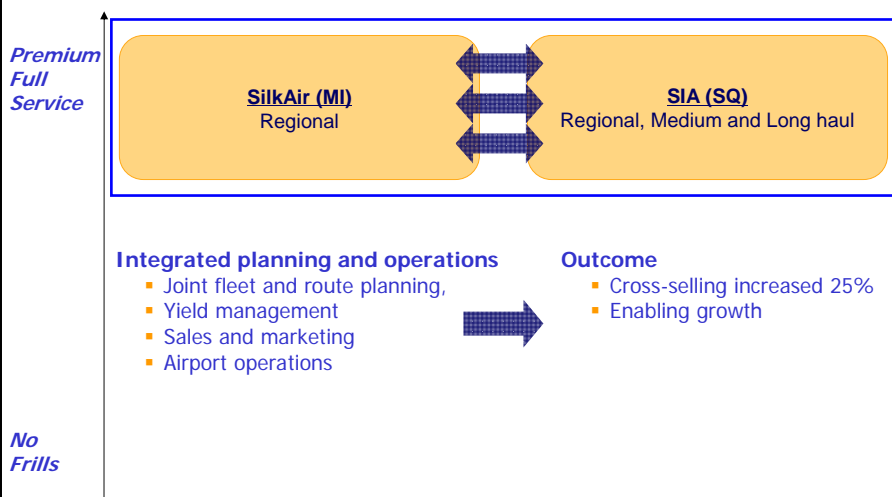 Premium
Full
Service
SilkAir (MI)
Regional
SIA (SQ)
Regional, Medium and Long haul
Integrated planning and operations
Joint fleet and route planning,
Yield management
Sales and marketing
Airport operations
Outcome
Cross-selling increased 25%
Enabling growth
No
Frills